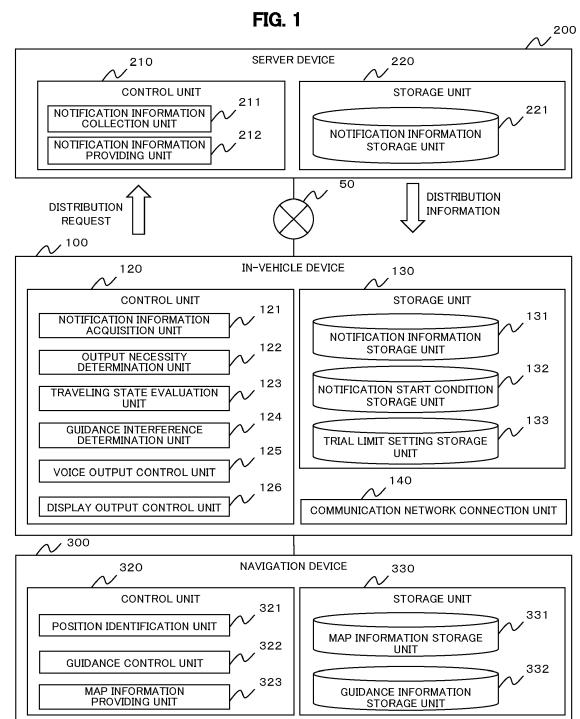 FIG. 1
200
SERVER DEVICE
210
CONTROL UNIT
NOTIFICATION INFORMATION
COLLECTION UNIT
211
NOTIFICATION INFORMATION
PROVIDING UNIT
212
220
STORAGE UNIT
NOTIFICATION INFORMATION
STORAGE UNIT
221
DISTRIBUTION
REQUEST
50
DISTRIBUTION
INFORMATION
100
IN-VEHICLE DEVICE
120
CONTROL UNIT
NOTIFICATION INFORMATION
ACQUISITION UNIT
121
OUTPUT NECESSITY
DETERMINATION UNIT
122
TRAVELING STATE EVALUATION
UNIT
123
GUIDANCE INTERFERENCE
DETERMINATION UNIT
124
VOICE OUTPUT CONTROL UNIT
125
DISPLAY OUTPUT CONTROL UNIT
126
130
STORAGE UNIT
NOTIFICATION INFORMATION
STORAGE UNIT
131
NOTIFICATION START CONDITION
STORAGE UNIT
132
TRIAL LIMIT SETTING STORAGE
UNIT
133
140
COMMUNICATION NETWORK CONNECTION UNIT
300
NAVIGATION DEVICE
320
CONTROL UNIT
POSITION IDENTIFICATION UNIT
321
GUIDANCE CONTROL UNIT
322
MAP INFORMATION
PROVIDING UNIT
323
330
STORAGE UNIT
MAP INFORMATION STORAGE
UNIT
331
GUIDANCE INFORMATION
STORAGE UNIT
332